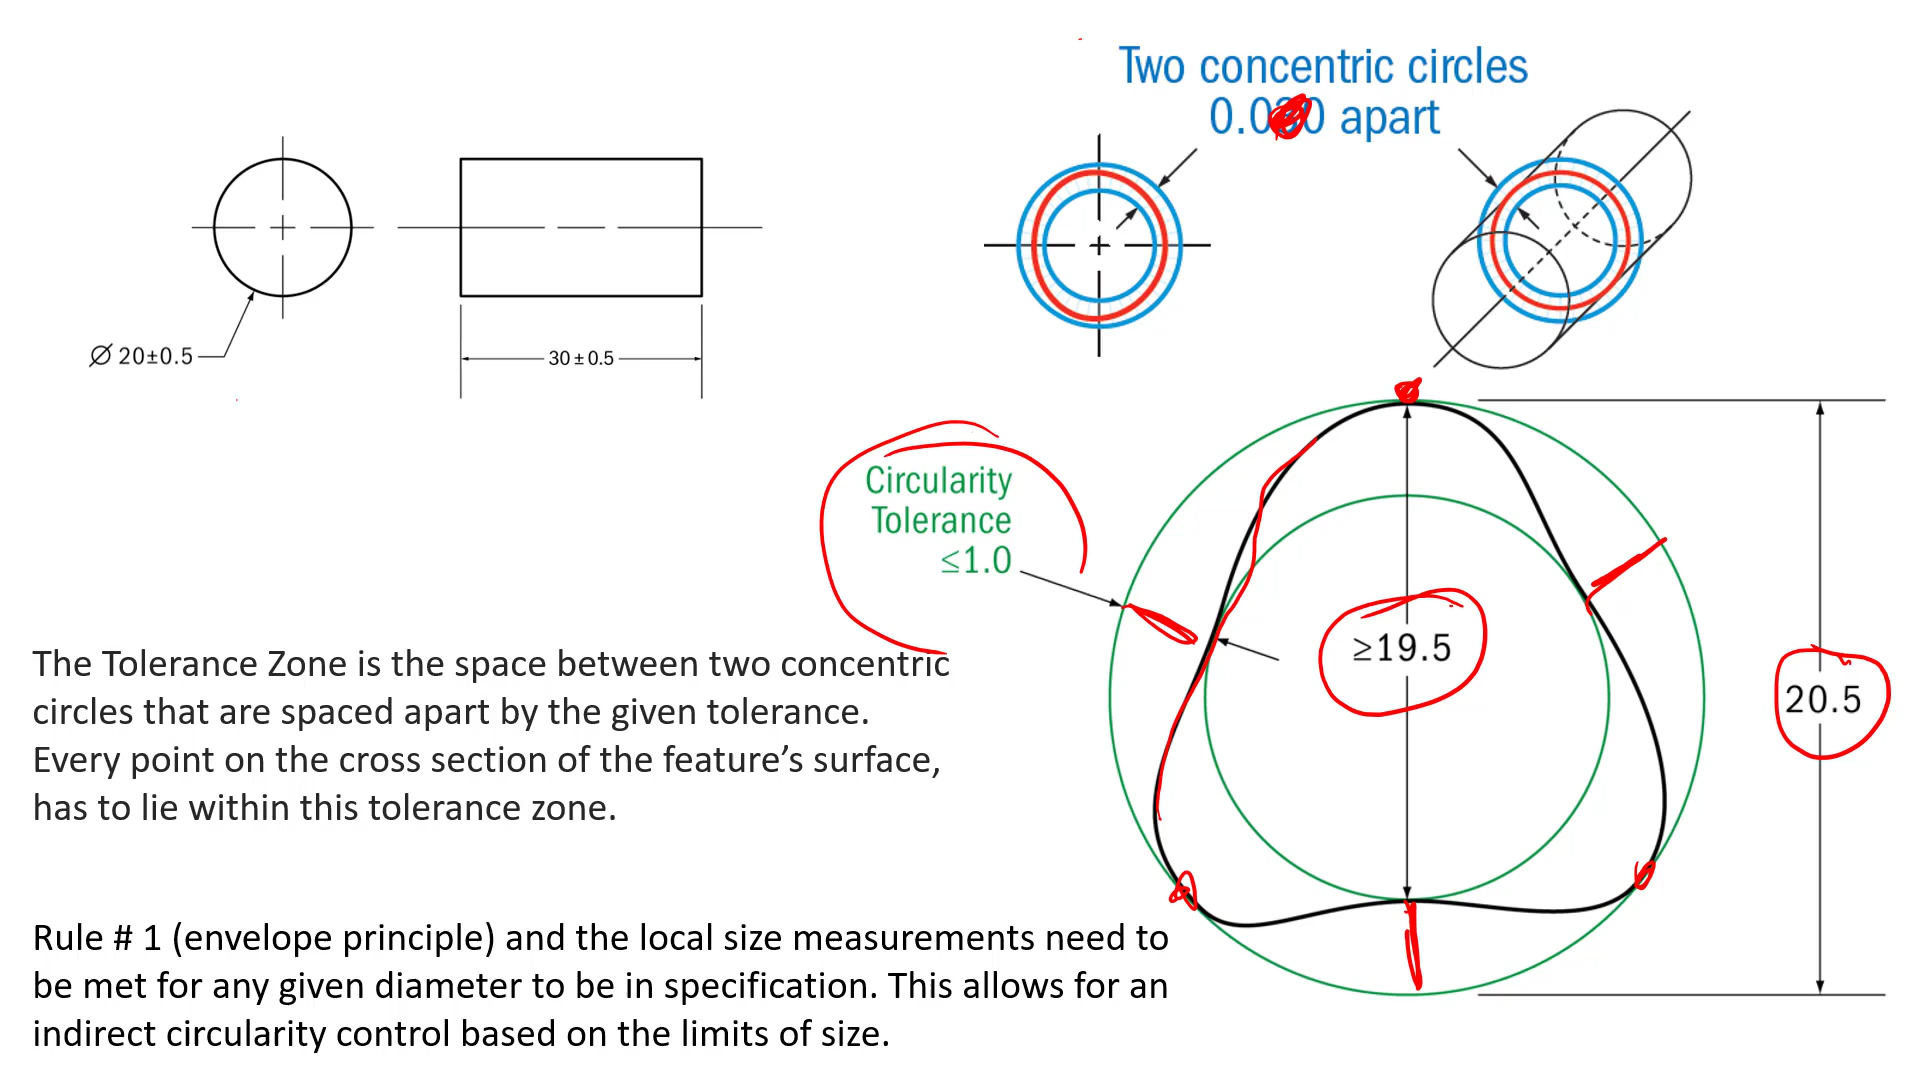 Two concentric circles
0.0 0 apart
Ø 20±0.5
30±0.5
Circularity
Tolerance
≤1.0
≥19.5
20.5
The Tolerance Zone is the space between two concentric
circles that are spaced apart by the given tolerance.
Every point on the cross section of the feature’s surface,
has to lie within this tolerance zone.
Rule # 1 (envelope principle) and the local size measurements need to
be met for any given diameter to be in specification. This allows for an
indirect circularity control based on the limits of size.